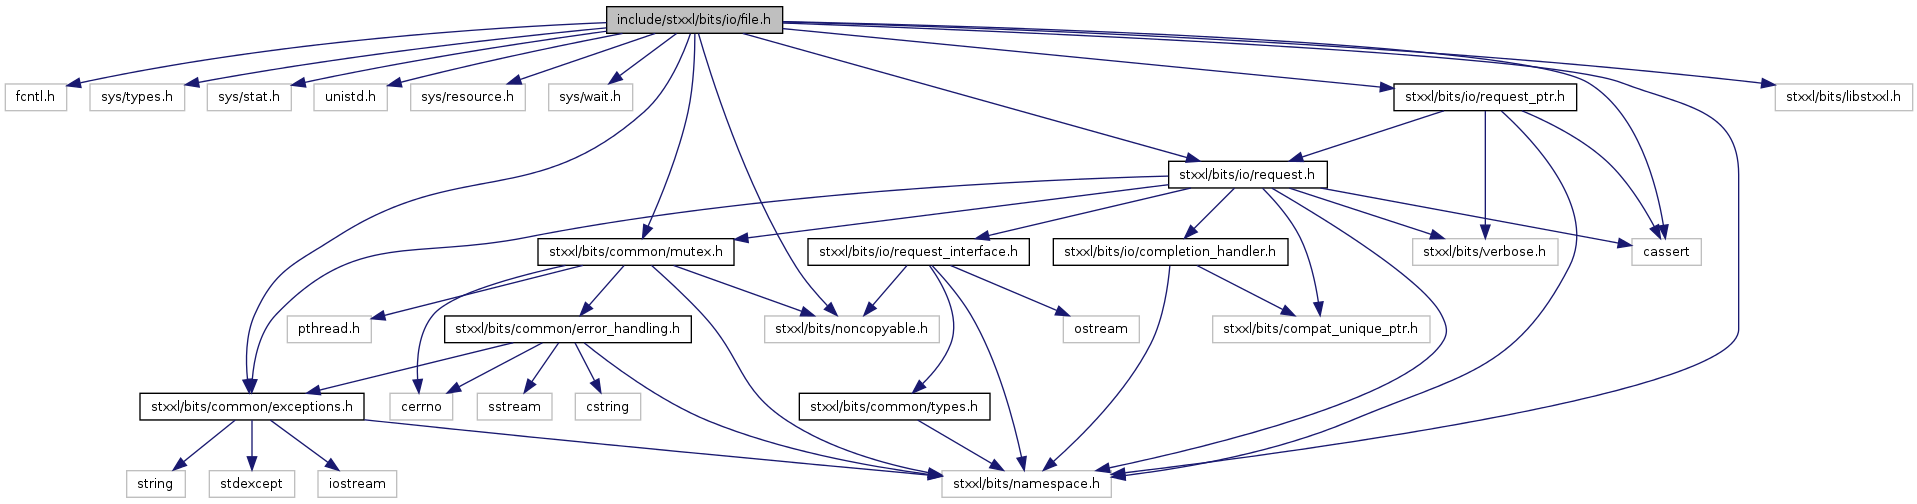 include/stxxl/bits/io/file.h
fcntl.h
sys/types.h
sys/stat.h
unistd.h
sys/resource.h
sys/wait.h
stxxl/bits/io/request_ptr.h
stxxl/bits/libstxxl.h
stxxl/bits/io/request.h
stxxl/bits/common/mutex.h
stxxl/bits/io/request_interface.h
stxxl/bits/io/completion_handler.h
stxxl/bits/verbose.h
cassert
pthread.h
stxxl/bits/common/error_handling.h
stxxl/bits/noncopyable.h
ostream
stxxl/bits/compat_unique_ptr.h
stxxl/bits/common/exceptions.h
cerrno
sstream
cstring
stxxl/bits/common/types.h
string
stdexcept
iostream
stxxl/bits/namespace.h